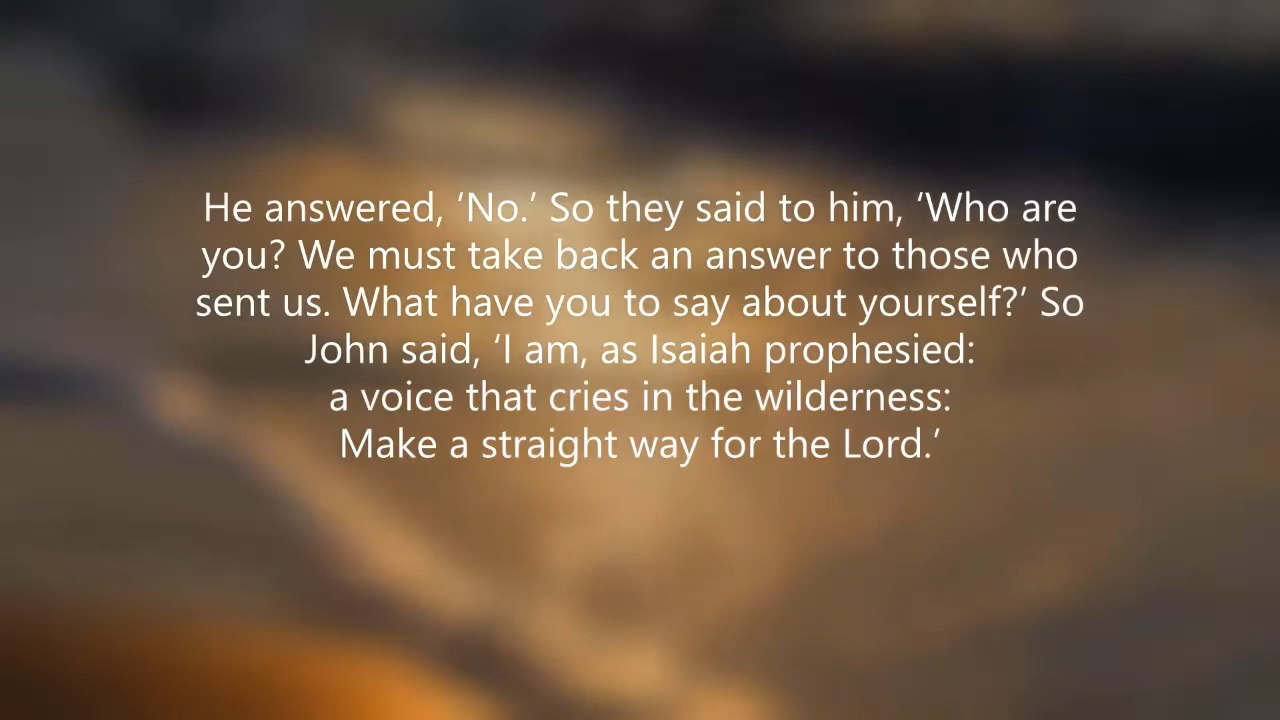 He answered, ‘No.’ So they said to him, ‘Who are
you? We must take back an answer to those who
sent us. What have you to say about yourself?’ So
John said, ‘I am, as Isaiah prophesied:
a voice that cries in the wilderness:
Make a straight way for the Lord.’